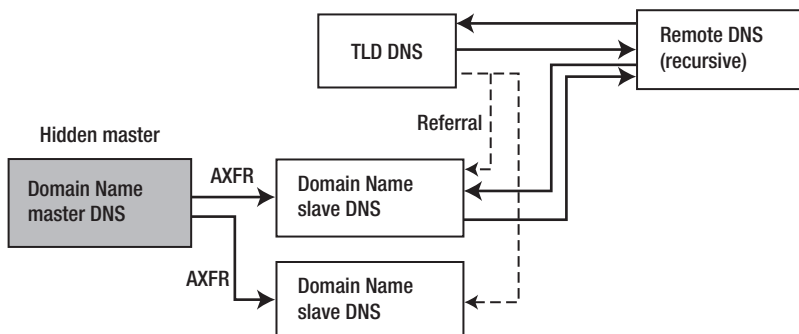 TLD DNS
Remote DNS
(recursive)
Referral
Hidden master
Domain Name
master DNS
AXFR
Domain Name
slave DNS
AXFR
Domain Name
slave DNS